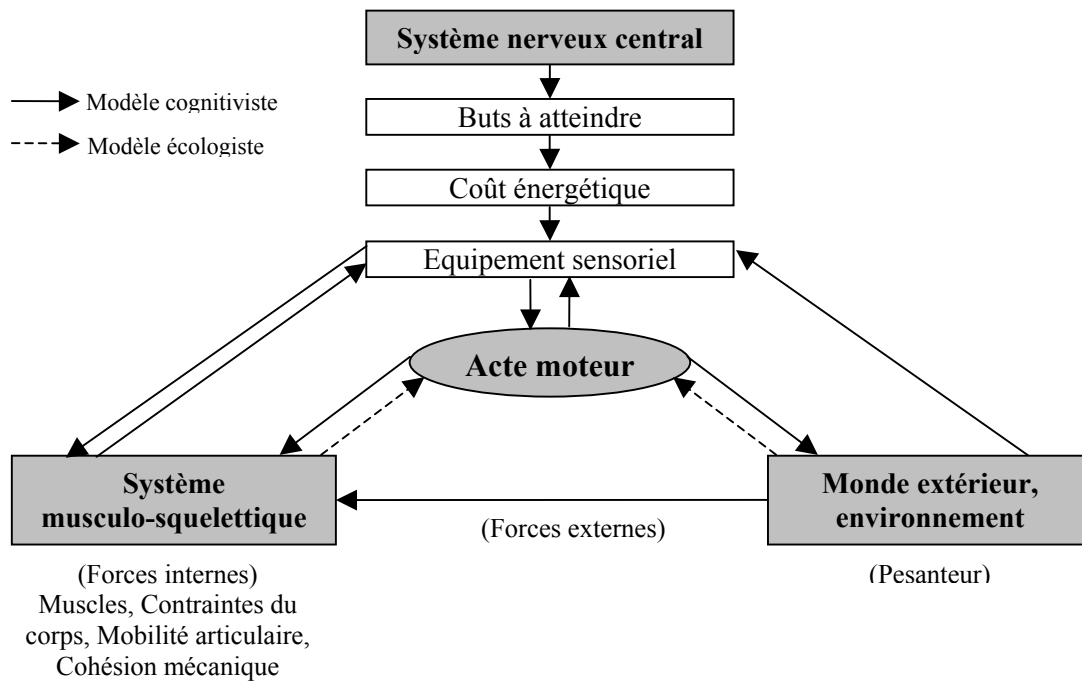 Système nerveux central
Modèle cognitiviste
Modèle écologiste
Buts à atteindre
Coût énergétique
Equipement sensoriel
Acte moteur
Système
musculo-squelettique
Monde extérieur,
environnement
(Forces externes)
(Forces internes)
Muscles, Contraintes du
corps, Mobilité articulaire,
Cohésion mécanique
(Pesanteur)